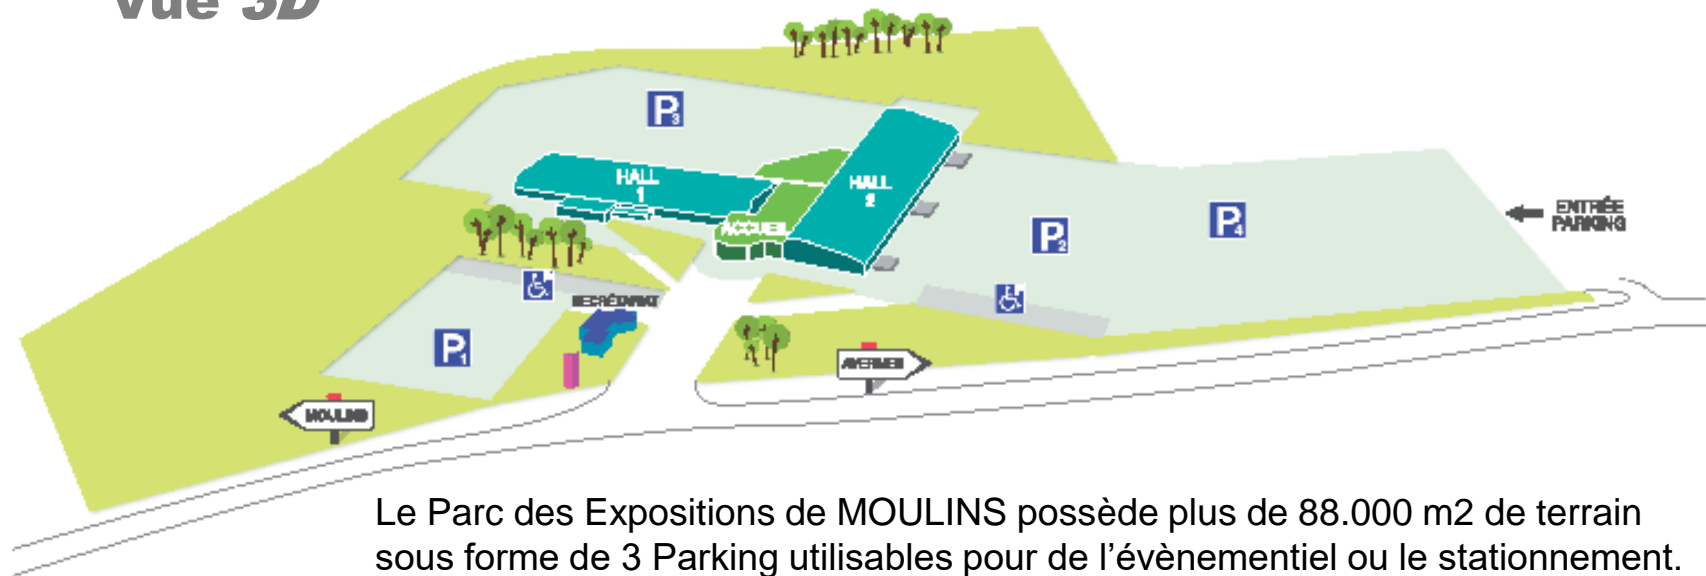 Vue 3D
P3
HALL
1
HALL
2
ACCUEIL
P2
P4
ENTRÉE
PARKING
SECRÉTARIAT
P1
AVERMES
MOULINS
Le Parc des Expositions de MOULINS possède plus de 88.000 m2 de terrain
sous forme de 3 Parking utilisables pour de l’évènementiel ou le stationnement.